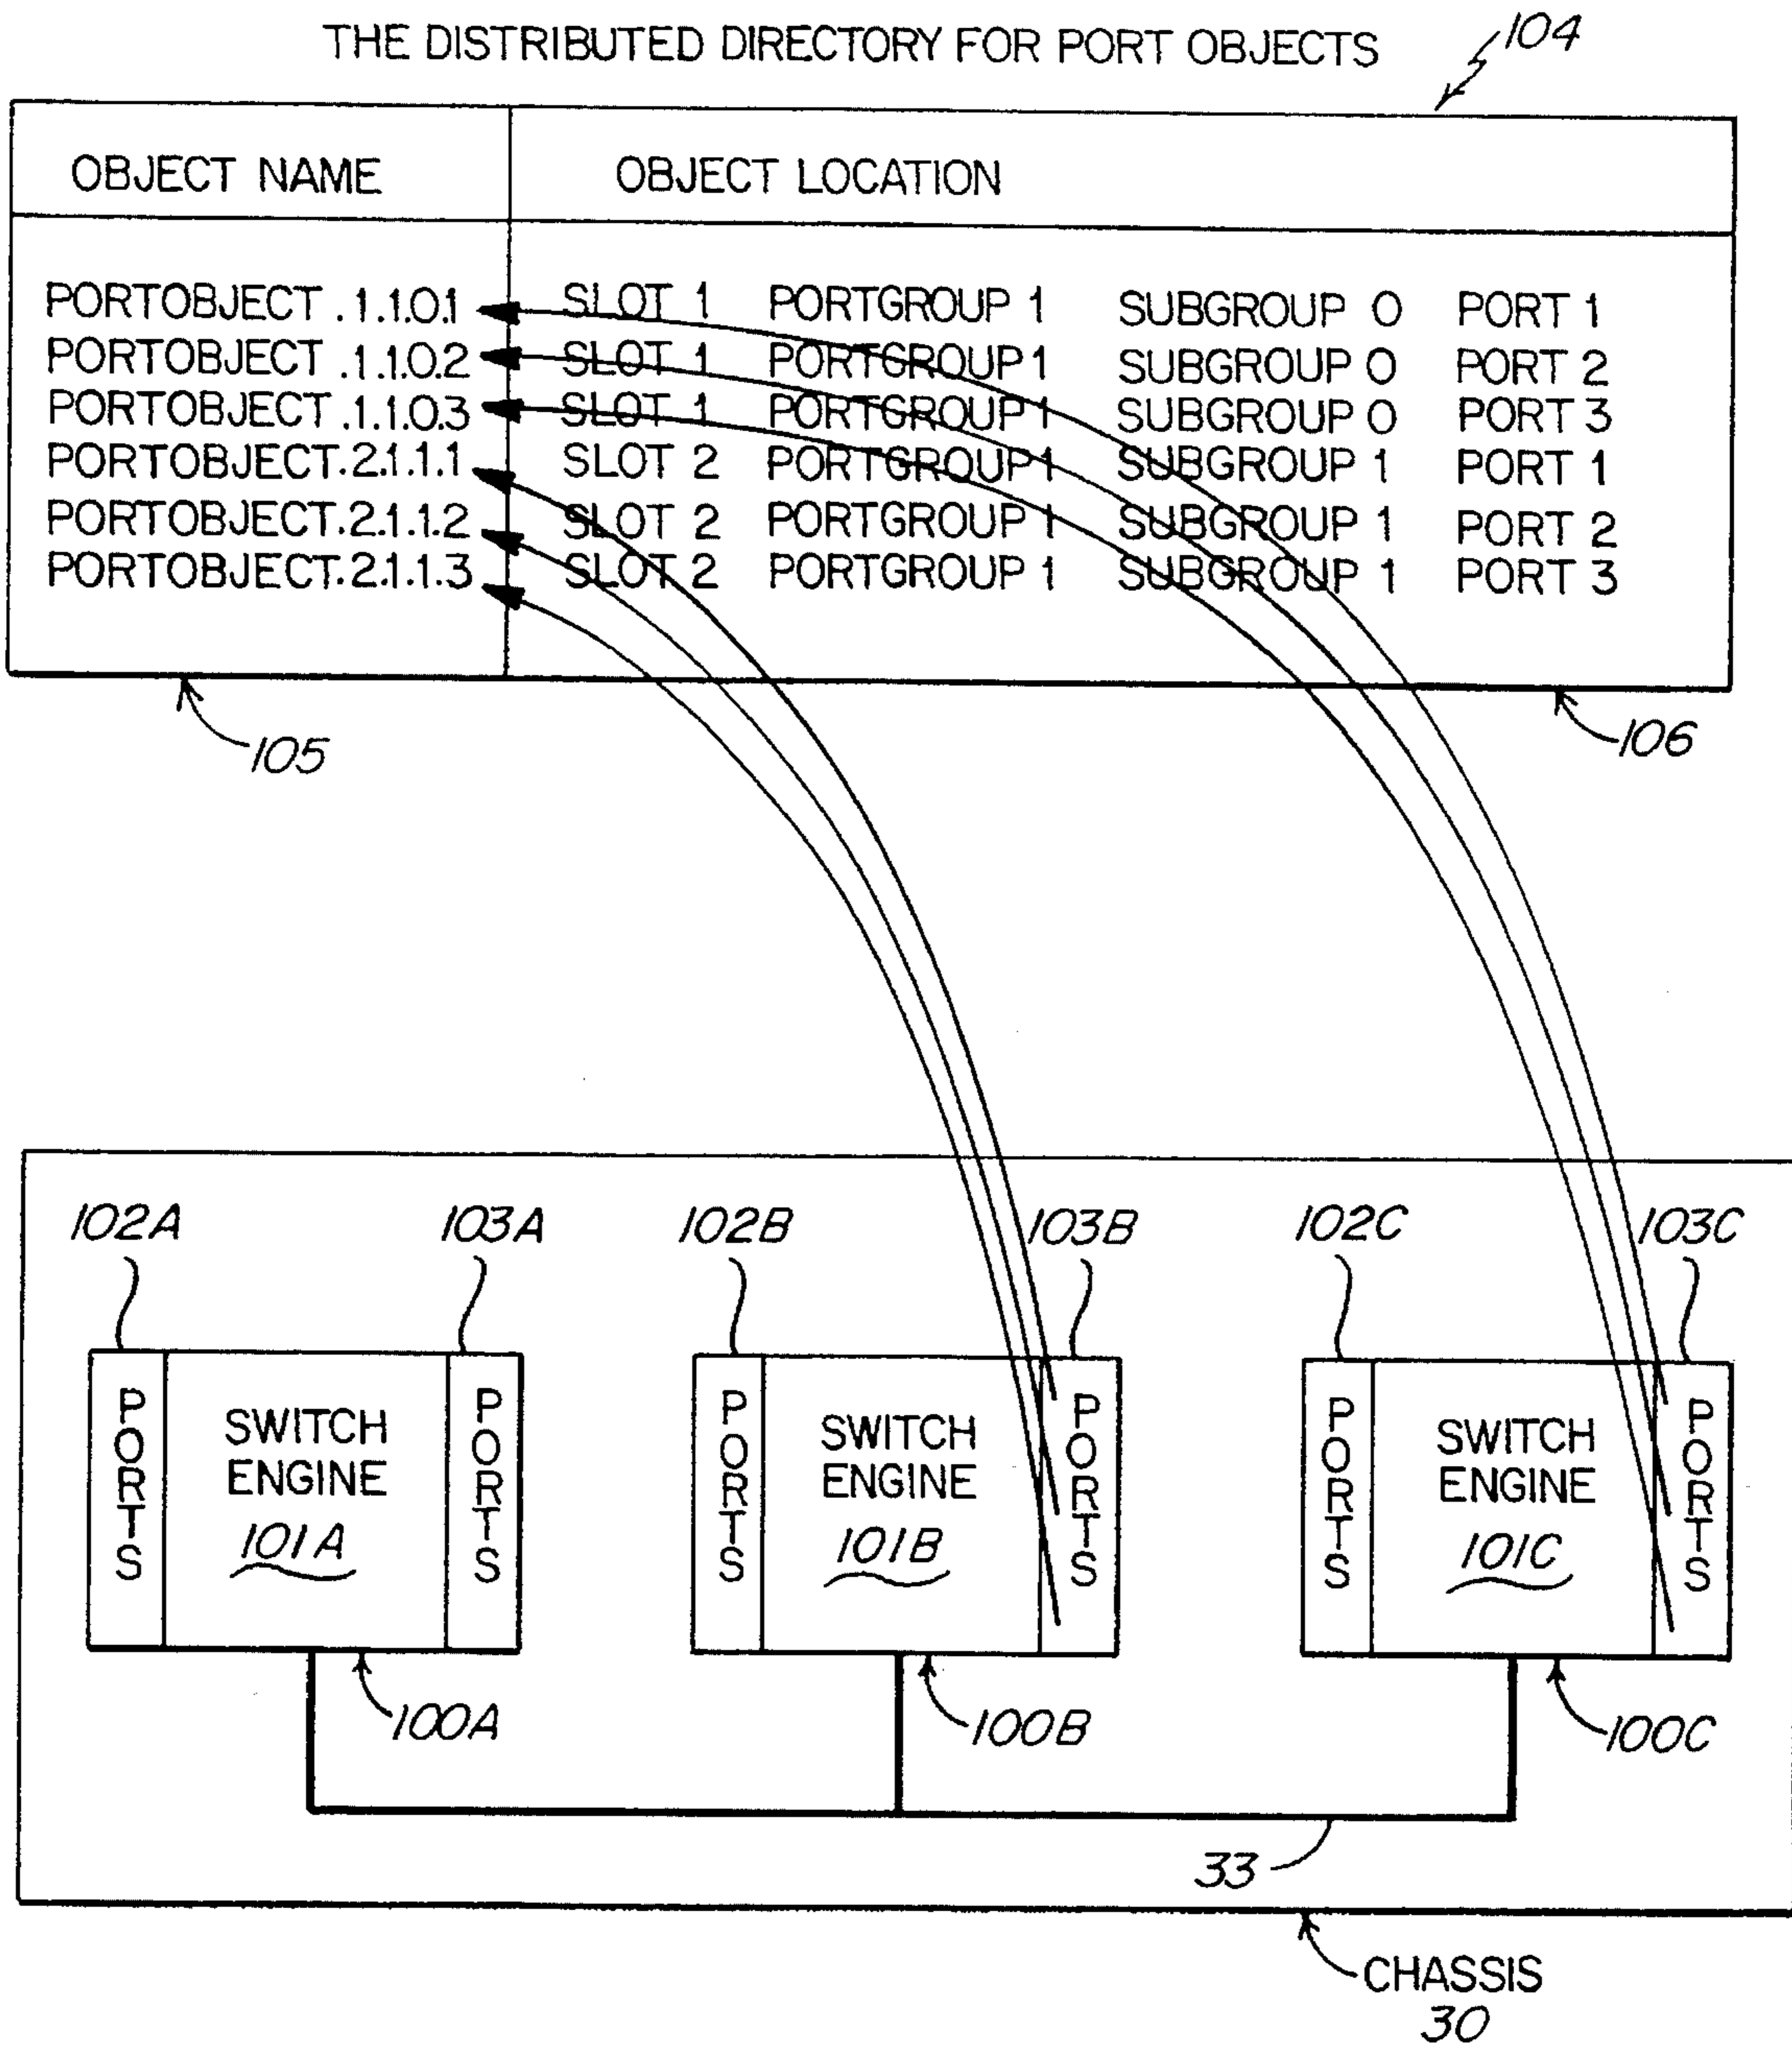 THE DISTRIBUTED DIRECTORY FOR PORT OBJECTS
104
OBJECT NAME OBJECT LOCATION
PORTOBJECT .1.1.0.1 SLOT 1 PORTGROUP 1 SUBGROUP 0 PORT 1
PORTOBJECT .1.1.0.2 SLOT 1 PORTGROUP 1 SUBGROUP 0 PORT 2
PORTOBJECT .1.1.0.3 SLOT 1 PORTGROUP 1 SUBGROUP 0 PORT 3
PORTOBJECT.2.1.1.1 SLOT 2 PORTGROUP 1 SUBGROUP 1 PORT 1
PORTOBJECT.2.1.1.2 SLOT 2 PORTGROUP 1 SUBGROUP 1 PORT 2
PORTOBJECT.2.1.1.3 SLOT 2 PORTGROUP 1 SUBGROUP 1 PORT 3
105 106
102A 103A 102B 103B 102C 103C
PORTS
SWITCH
ENGINE
101A
PORTS
PORTS
SWITCH
ENGINE
101B
PORTS
PORTS
SWITCH
ENGINE
101C
PORTS
100A 100B 100C
33
CHASSIS
30